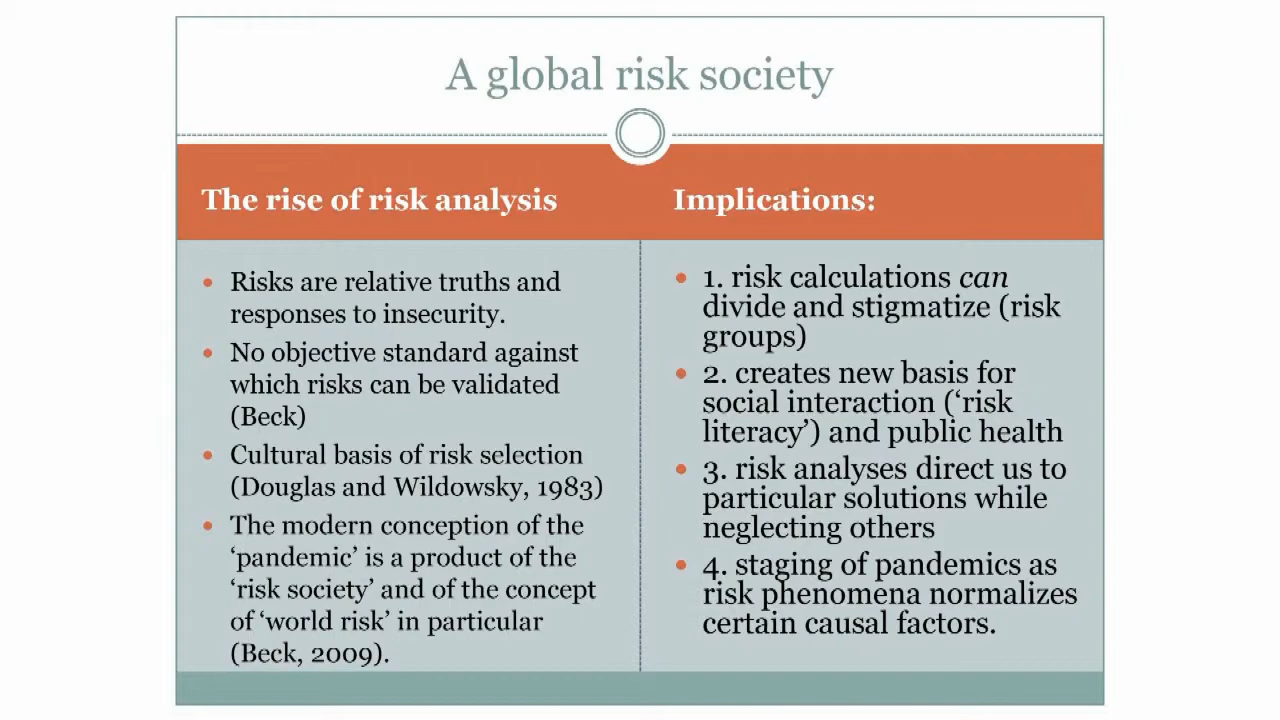 A global risk society
The rise of risk analysis
• Risks are relative truths and
responses to insecurity.
• No objective standard against
which risks can be validated
(Beck)
• Cultural basis of risk selection
(Douglas and Wildowsky, 1983)
• The modern conception of the
‘pandemic’ is a product of the
‘risk society’ and of the concept
of ‘world risk’ in particular
(Beck, 2009).
Implications:
• 1. risk calculations can
divide and stigmatize (risk
groups)
• 2. creates new basis for
social interaction (‘risk
literacy’) and public health
• 3. risk analyses direct us to
particular solutions while
neglecting others
• 4. staging of pandemics as
risk phenomena normalizes
certain causal factors.